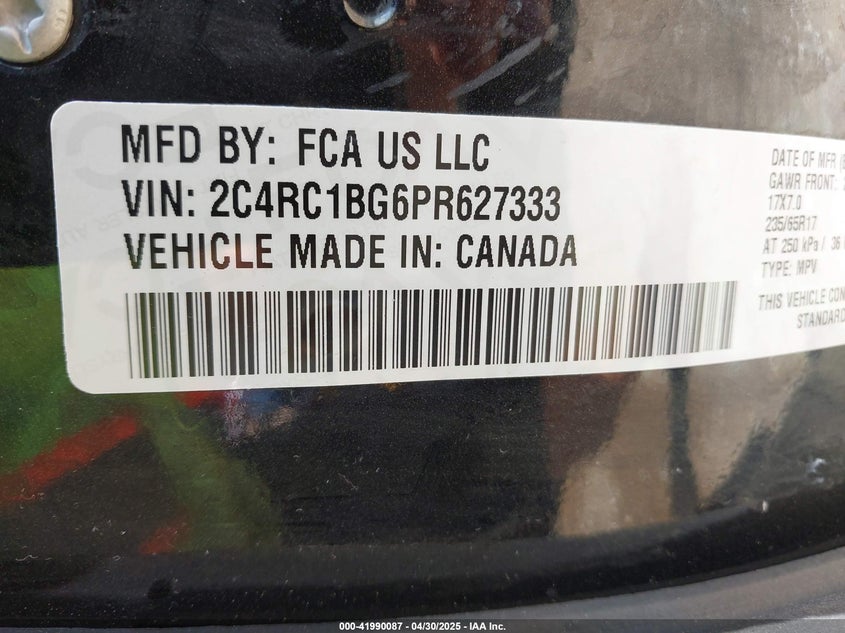 MFD BY: FCA US LLC
VIN: 2C4RC1BG6PR627333
VEHICLE MADE IN: CANADA
DATE OF MFR
GAWR FRONT:
17X7.0
235/65R17
AT 250 kPa / 36
TYPE: MPV
THIS VEHICLE
STANDARD
000-41990087 - 04/30/2025 - IAA Inc.